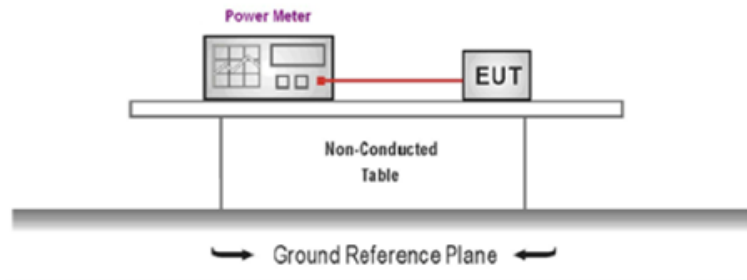 Power Meter
EUT
Non-Conducted
Table
Ground Reference Plane